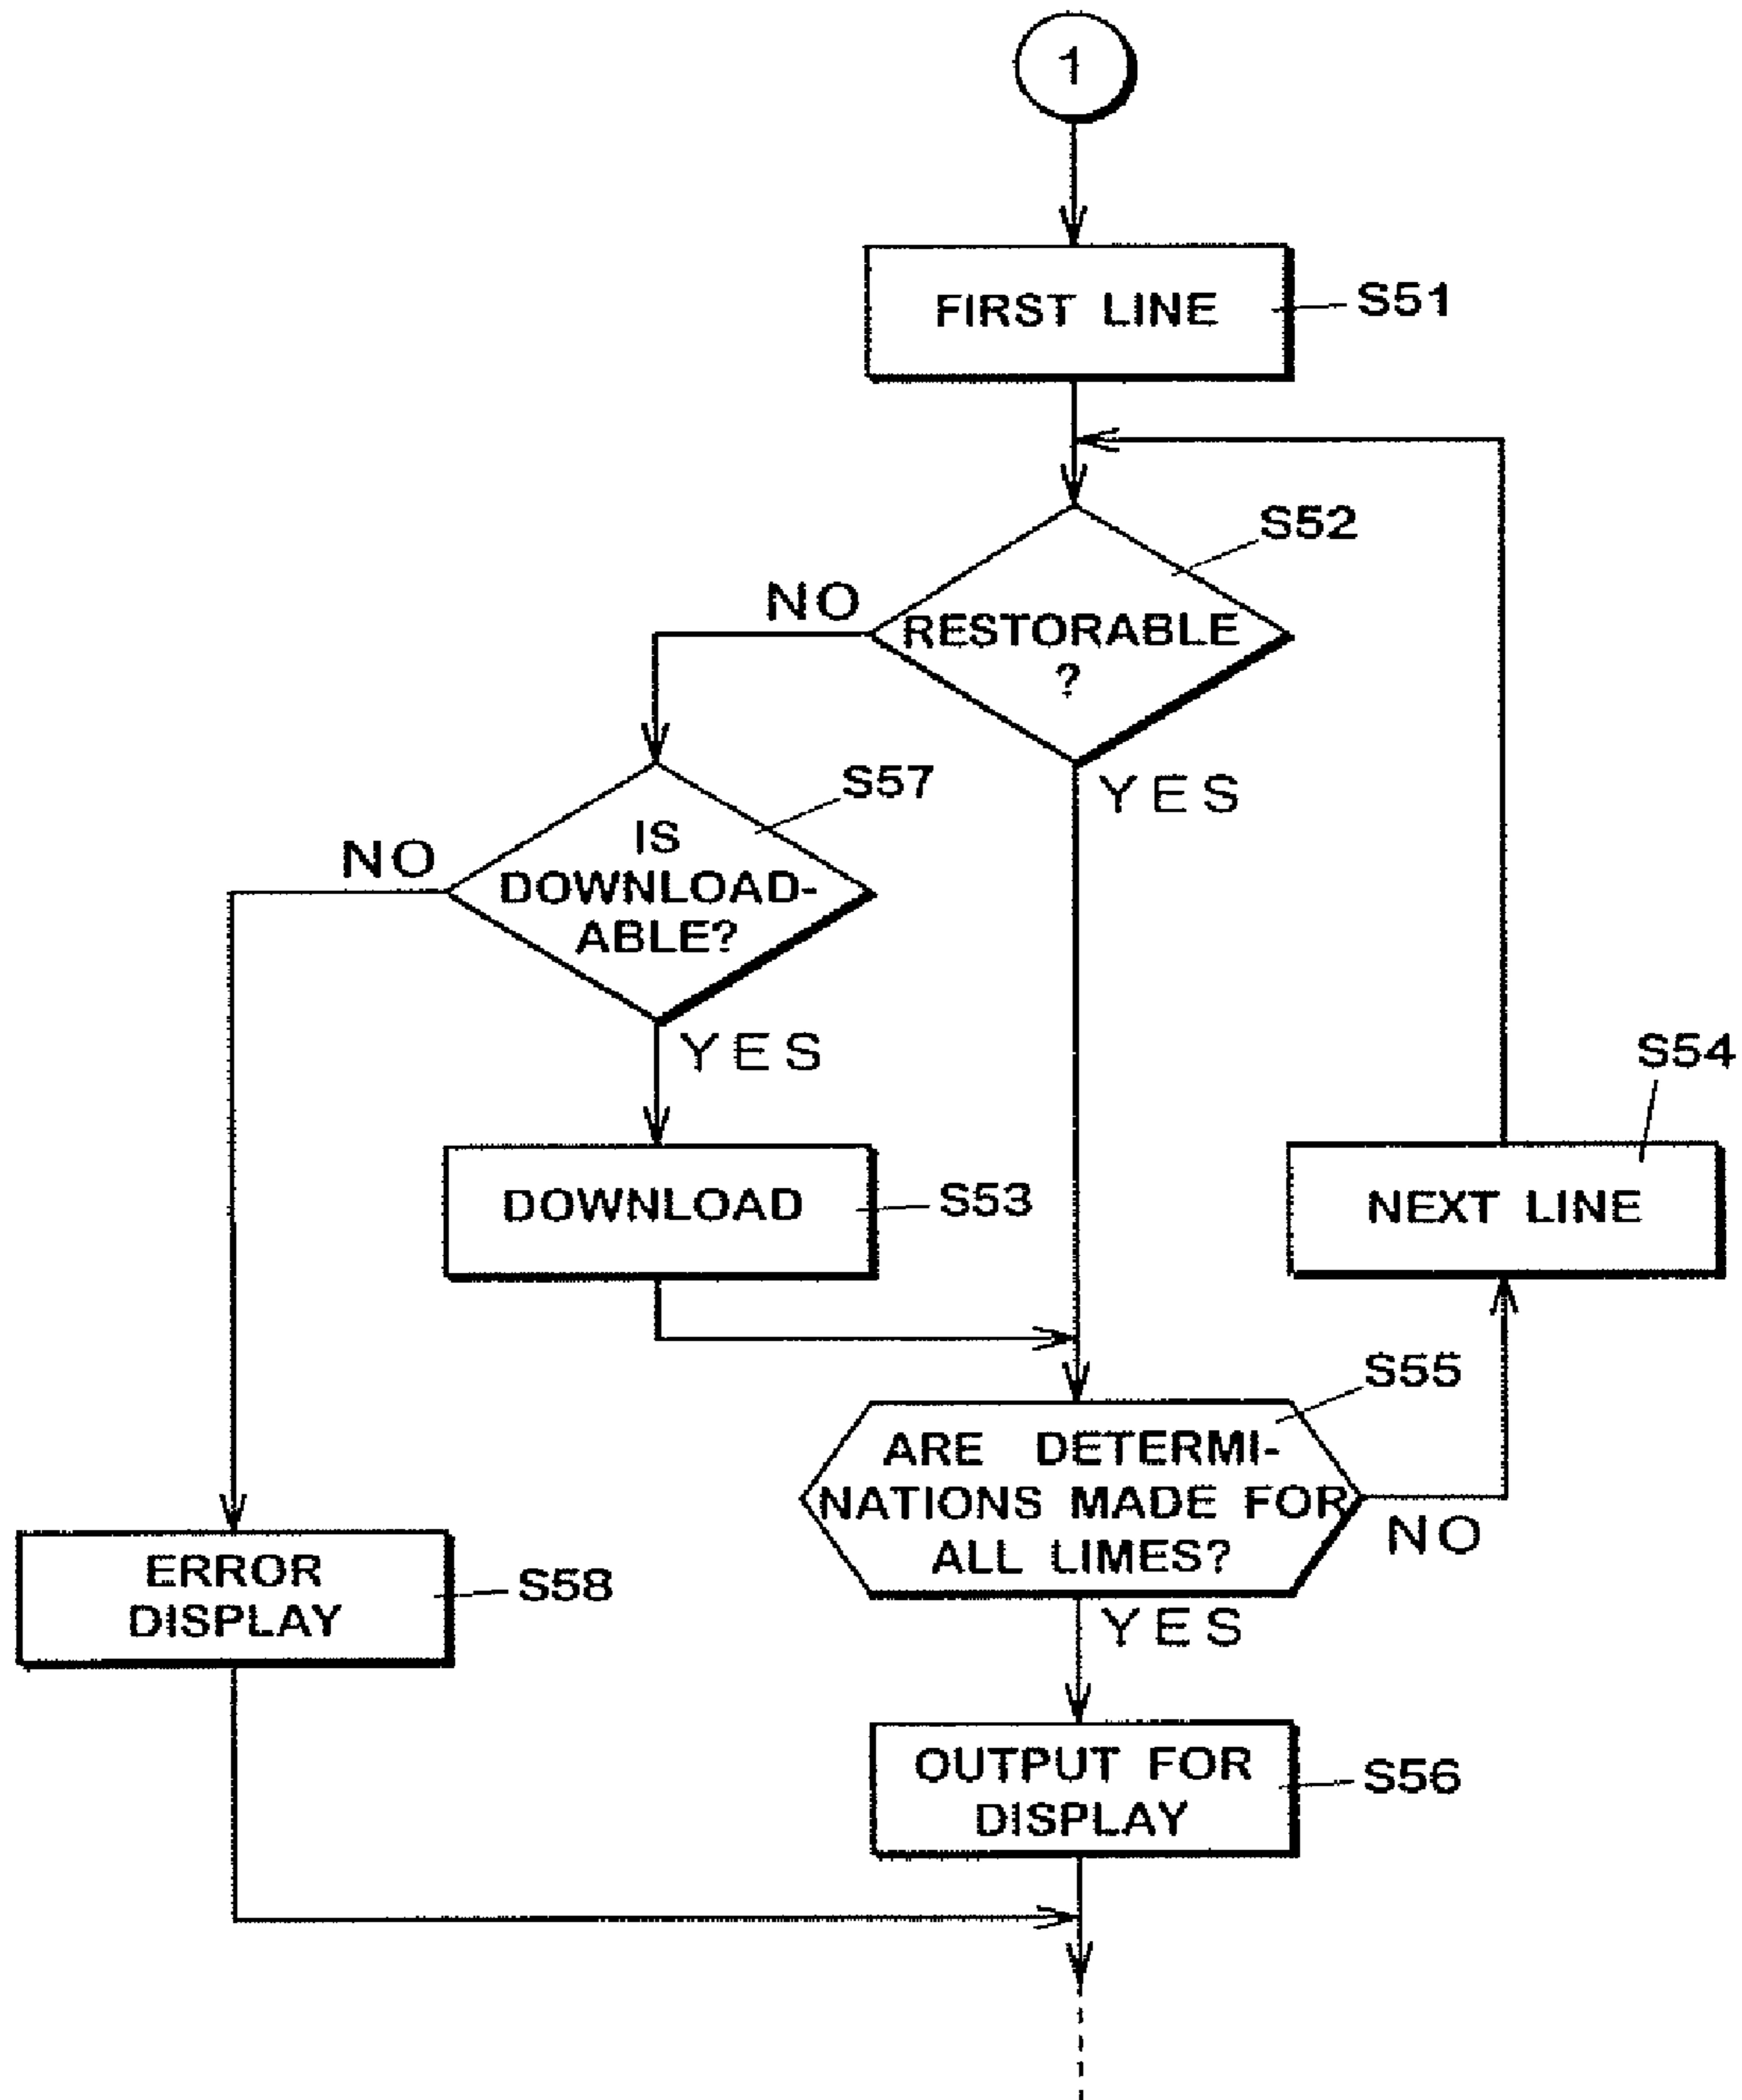 1
FIRST LINE
S51
S52
NO
RESTORABLE
?
YES
S57
IS
DOWNLOAD-
ABLE?
NO
YES
S54
DOWNLOAD
S53
NEXT LINE
S55
ARE DETERMI-
NATIONS MADE FOR
ALL LIMES?
NO
YES
ERROR
DISPLAY
S58
OUTPUT FOR
DISPLAY
S56